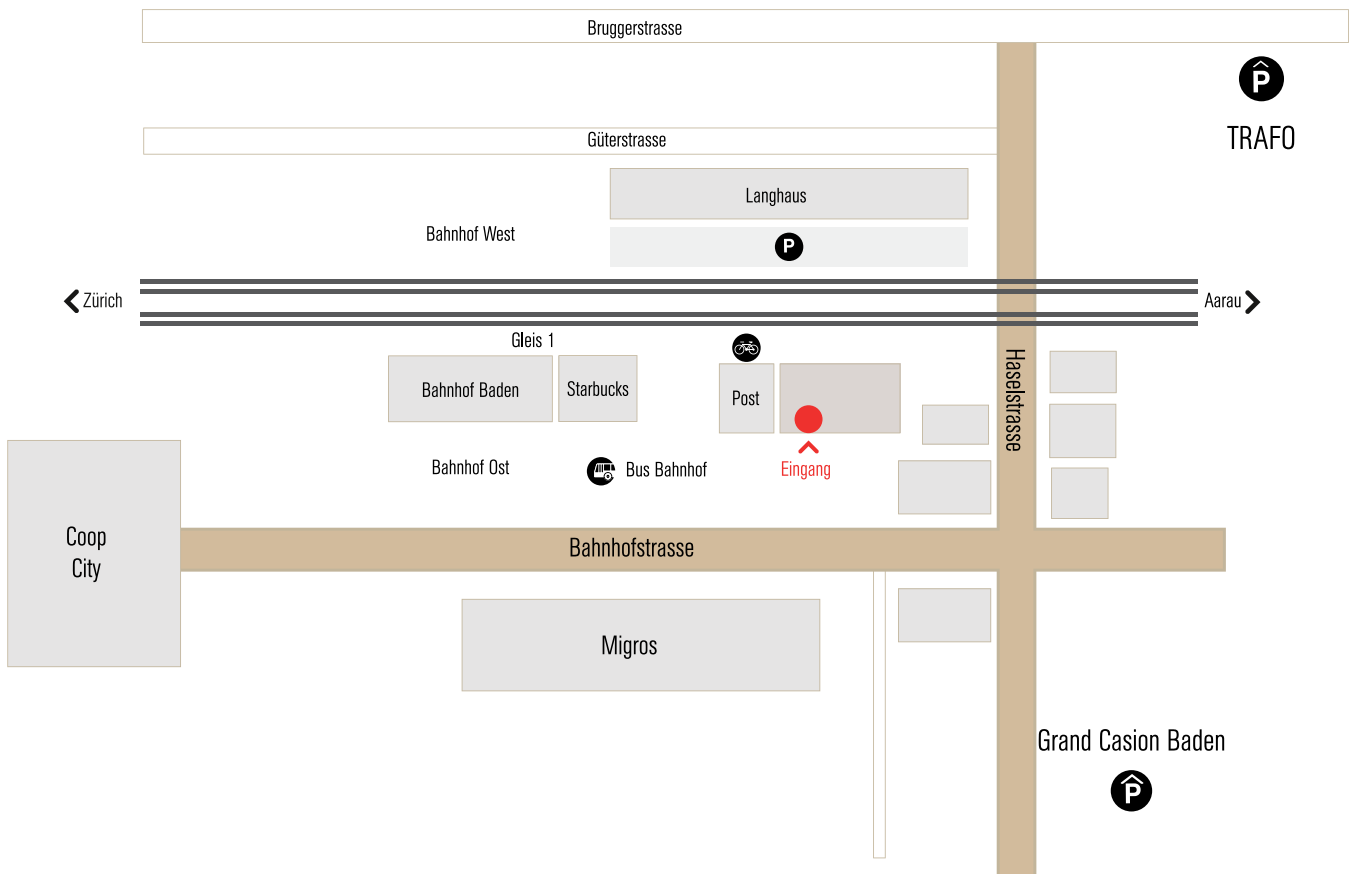 Bruggerstrasse
P
TRAFO
Güterstrasse
Langhaus
Bahnhof West
P
Zürich
Aarau
Gleis 1
Bahnhof Baden
Starbucks
Post
Haselstrasse
Eingang
Bahnhof Ost
Bus Bahnhof
Coop
City
Bahnhofstrasse
Migros
Grand Casion Baden
P